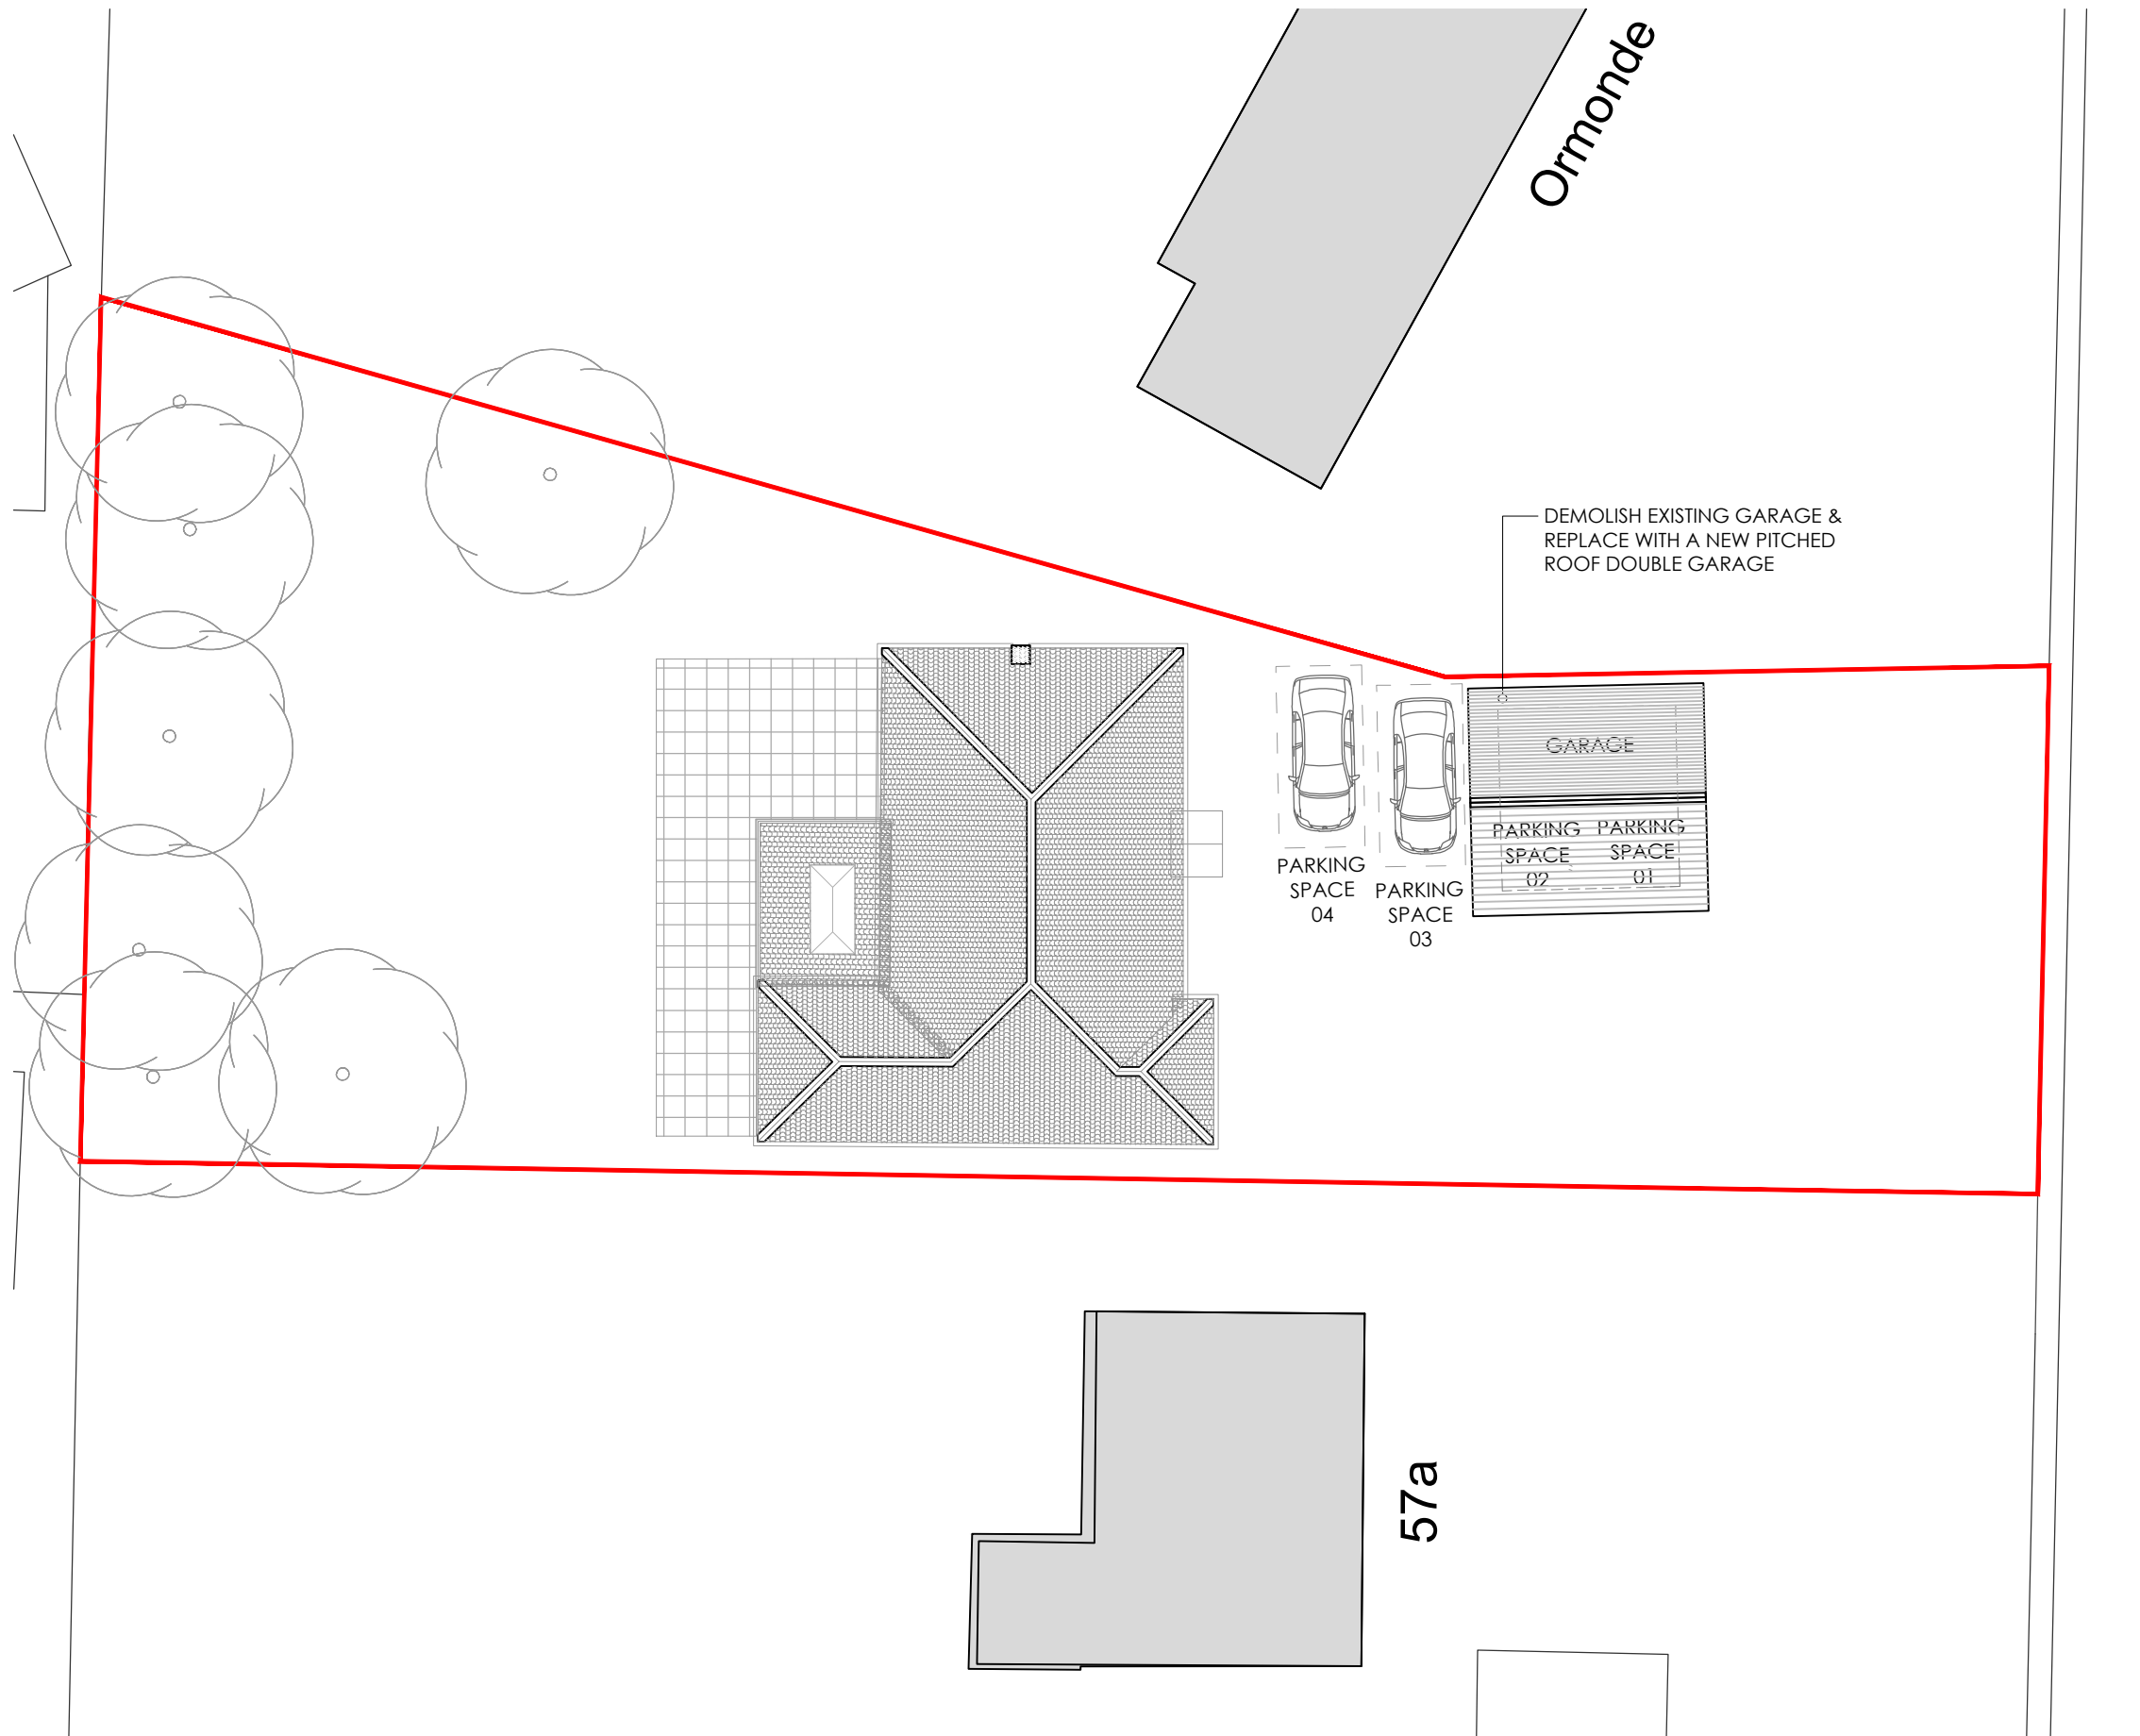 Ormonde
DEMOLISH EXISTING GARAGE &
REPLACE WITH A NEW PITCHED
ROOF DOUBLE GARAGE
GARAGE
PARKING
SPACE
02
PARKING
SPACE
01
PARKING
SPACE
04
PARKING
SPACE
03
57a